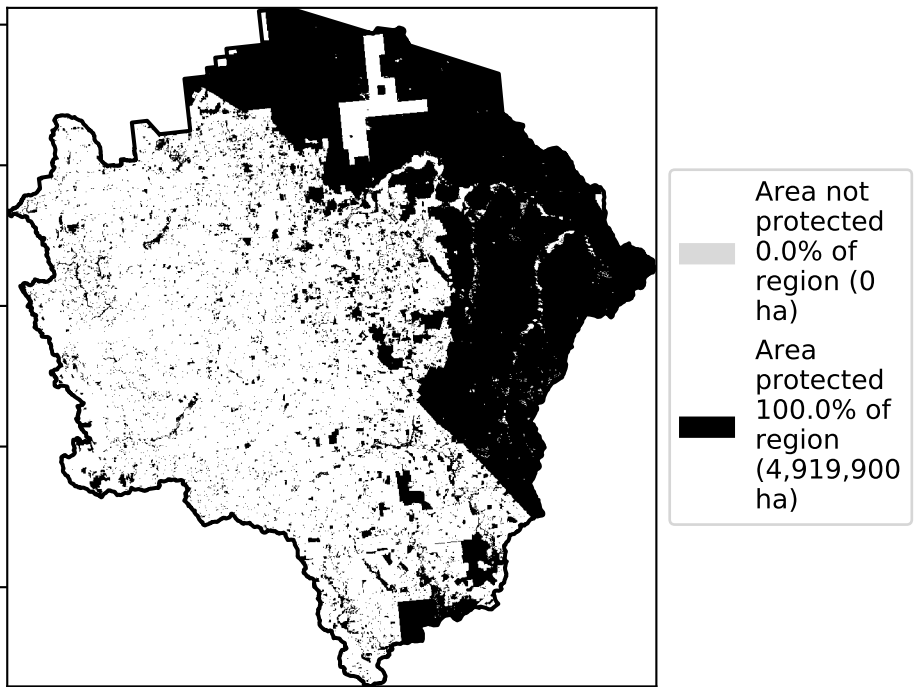 Area not
protected
0.0% of
region (0
ha)
Area
protected
100.0% of
region
(4,919,900
ha)